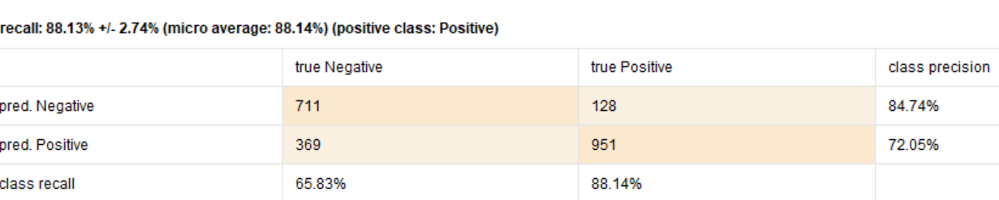 recall: 88.13% +/- 2.74% (micro average: 88.14%) (positive class: Positive)
true Negative true Positive class precision
pred. Negative 711 128 84.74%
pred. Positive 369 951 72.05%
class recall 65.83% 88.14%